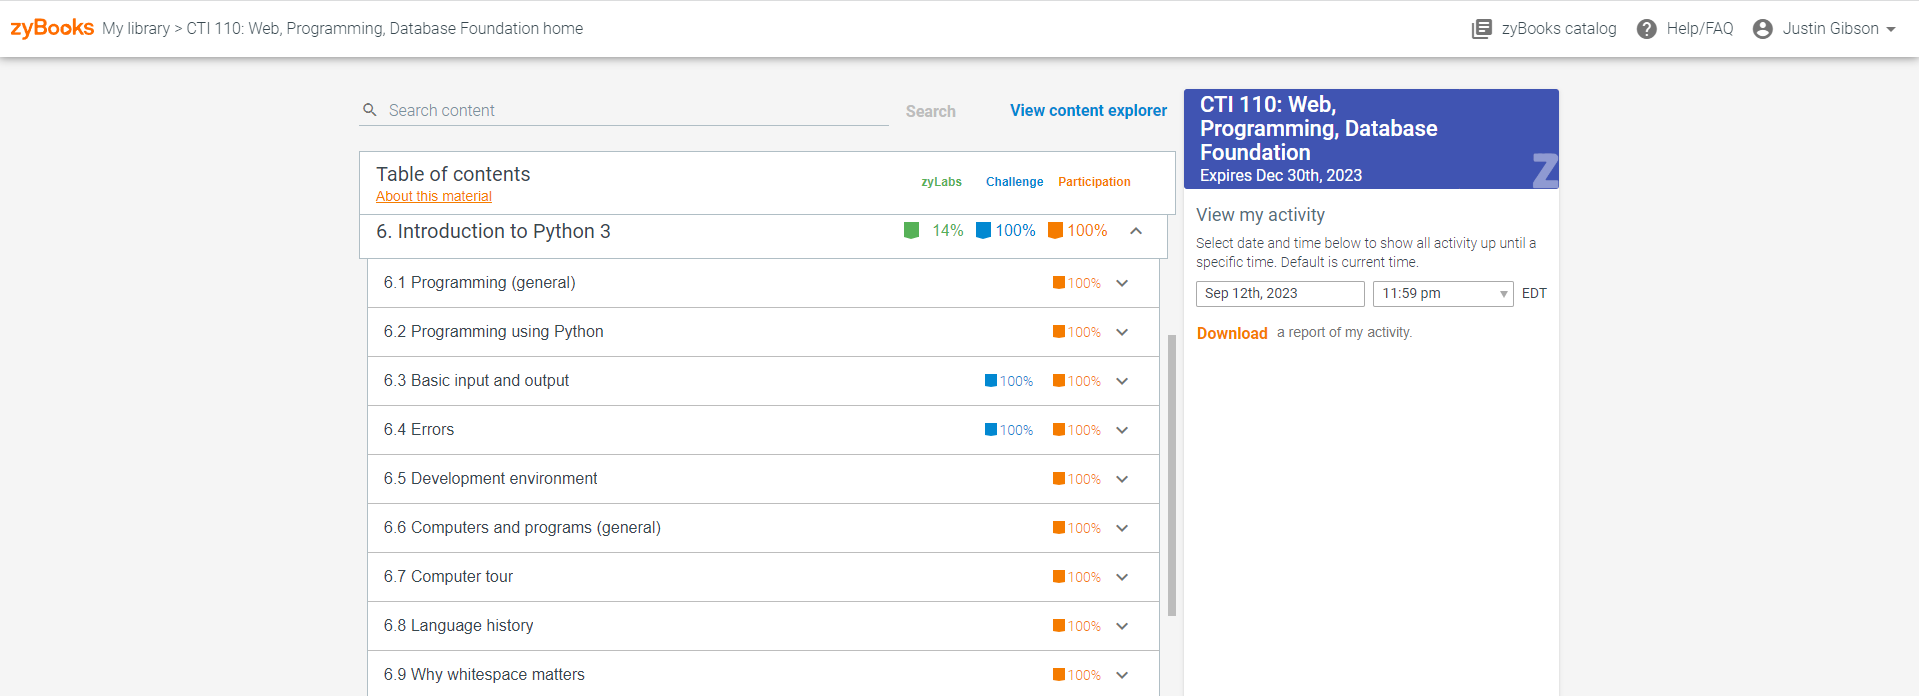 zyBooks My library > CTI 110: Web, Programming, Database Foundation home
zyBooks catalog
Help/FAQ
Justin Gibson
Search content
Search
View content explorer
Table of contents
About this material
zyLabs Challenge Participation
6. Introduction to Python 3 14% 100% 100%
6.1 Programming (general) 100%
6.2 Programming using Python 100%
6.3 Basic input and output 100% 100%
6.4 Errors 100% 100%
6.5 Development environment 100%
6.6 Computers and programs (general) 100%
6.7 Computer tour 100%
6.8 Language history 100%
6.9 Why whitespace matters 100%
CTI 110: Web,
Programming, Database
Foundation
Expires Dec 30th, 2023
Z
View my activity
Select date and time below to show all activity up until a
specific time. Default is current time.
Sep 12th, 2023 11:59 pm EDT
Download a report of my activity.